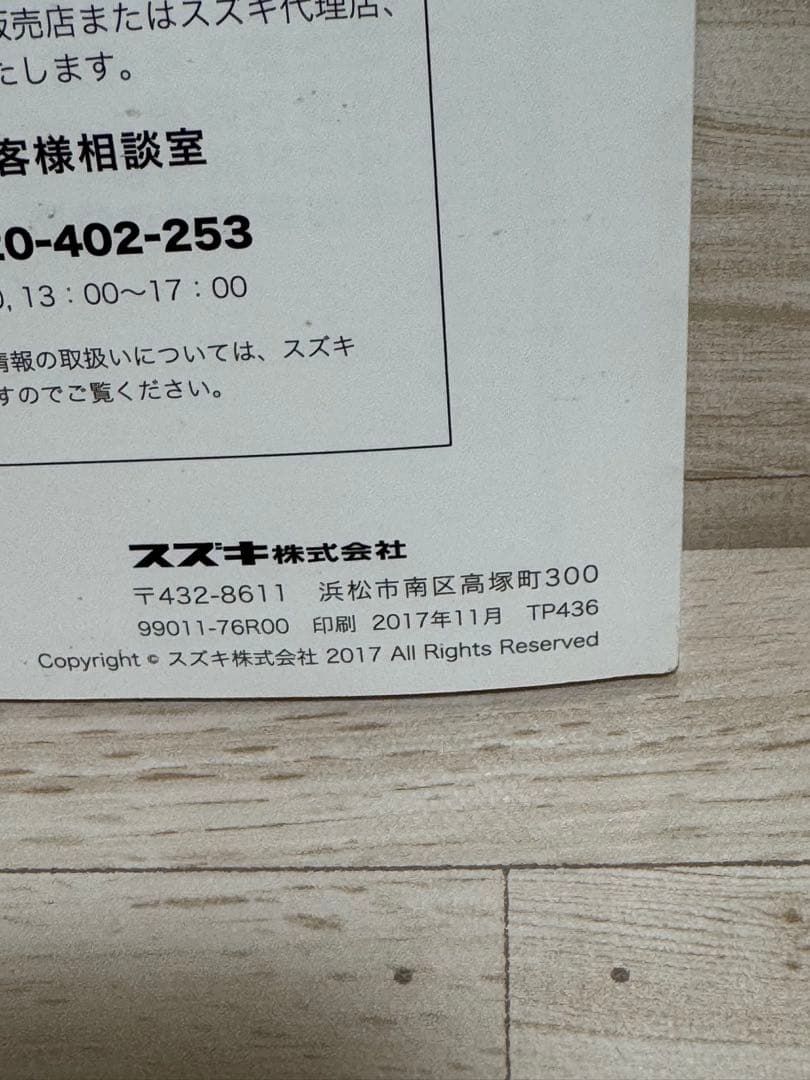 販売店またはスズキ代理店、
たします。
客様相談室
20-402-253
0, 13：00～17：00
情報の取扱いについては、スズキ
すのでご覧ください。
スズキ株式会社
〒432-8611　浜松市南区高塚町300
99011-76R00　印刷　2017年11月　TP436
Copyright © スズキ株式会社 2017 All Rights Reserved